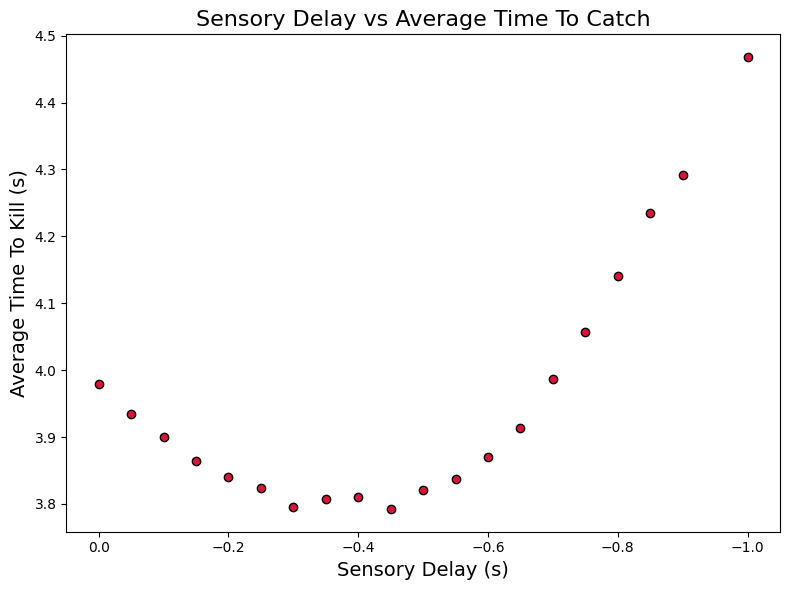 Sensory Delay vs Average Time To Catch
Average Time To Kill (s)
4.5
4.4
4.3
4.2
4.1
4.0
3.9
3.8
0.0 −0.2 −0.4 −0.6 −0.8 −1.0
Sensory Delay (s)